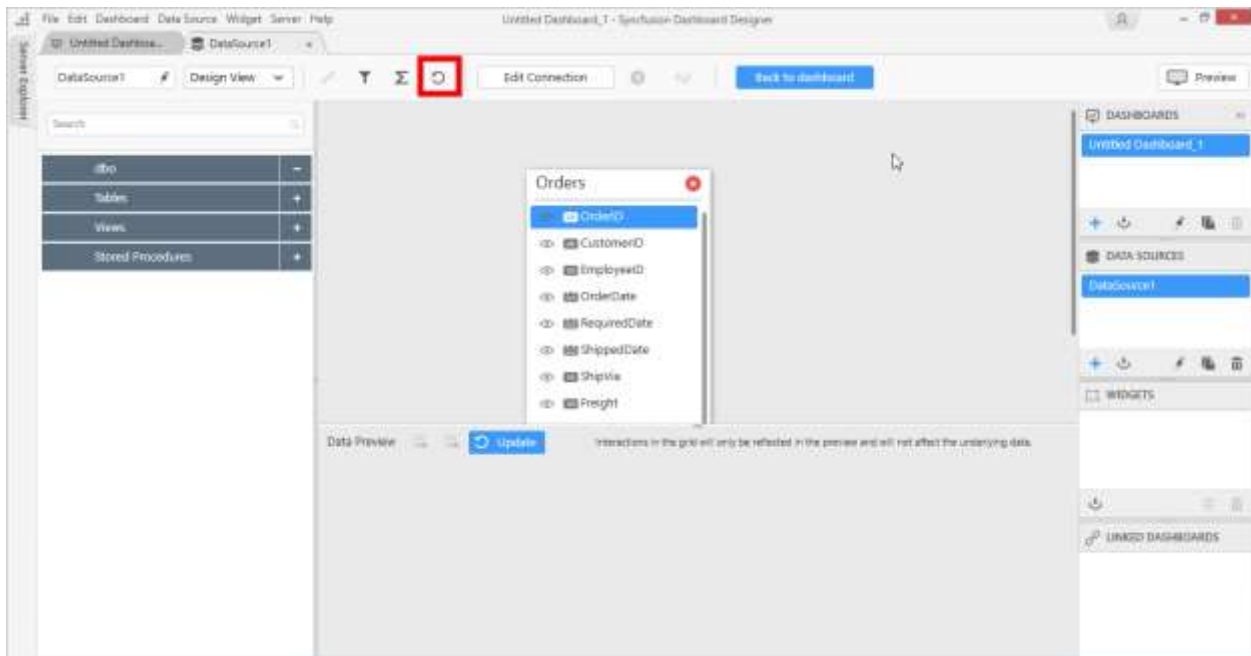 File Edit Dashboard Data Source Widget Server Help
Untitled Dashboard_1 - Syncfusion Dashboard Designer
Untitled Dashboa...
DataSource1
Server Explorer
DataSource1
Design View
Edit Connection
Back to dashboard
Preview
Search
dbo
Tables
Views
Stored Procedures
Orders
OrderID
CustomerID
EmployeeID
OrderDate
RequiredDate
ShippedDate
ShipVia
Freight
Data Preview
Update
Interactions in the grid will only be reflected in the preview and will not affect the underlying data.
DASHBOARDS
Untitled Dashboard_1
DATA SOURCES
DataSource1
WIDGETS
LINKED DASHBOARDS